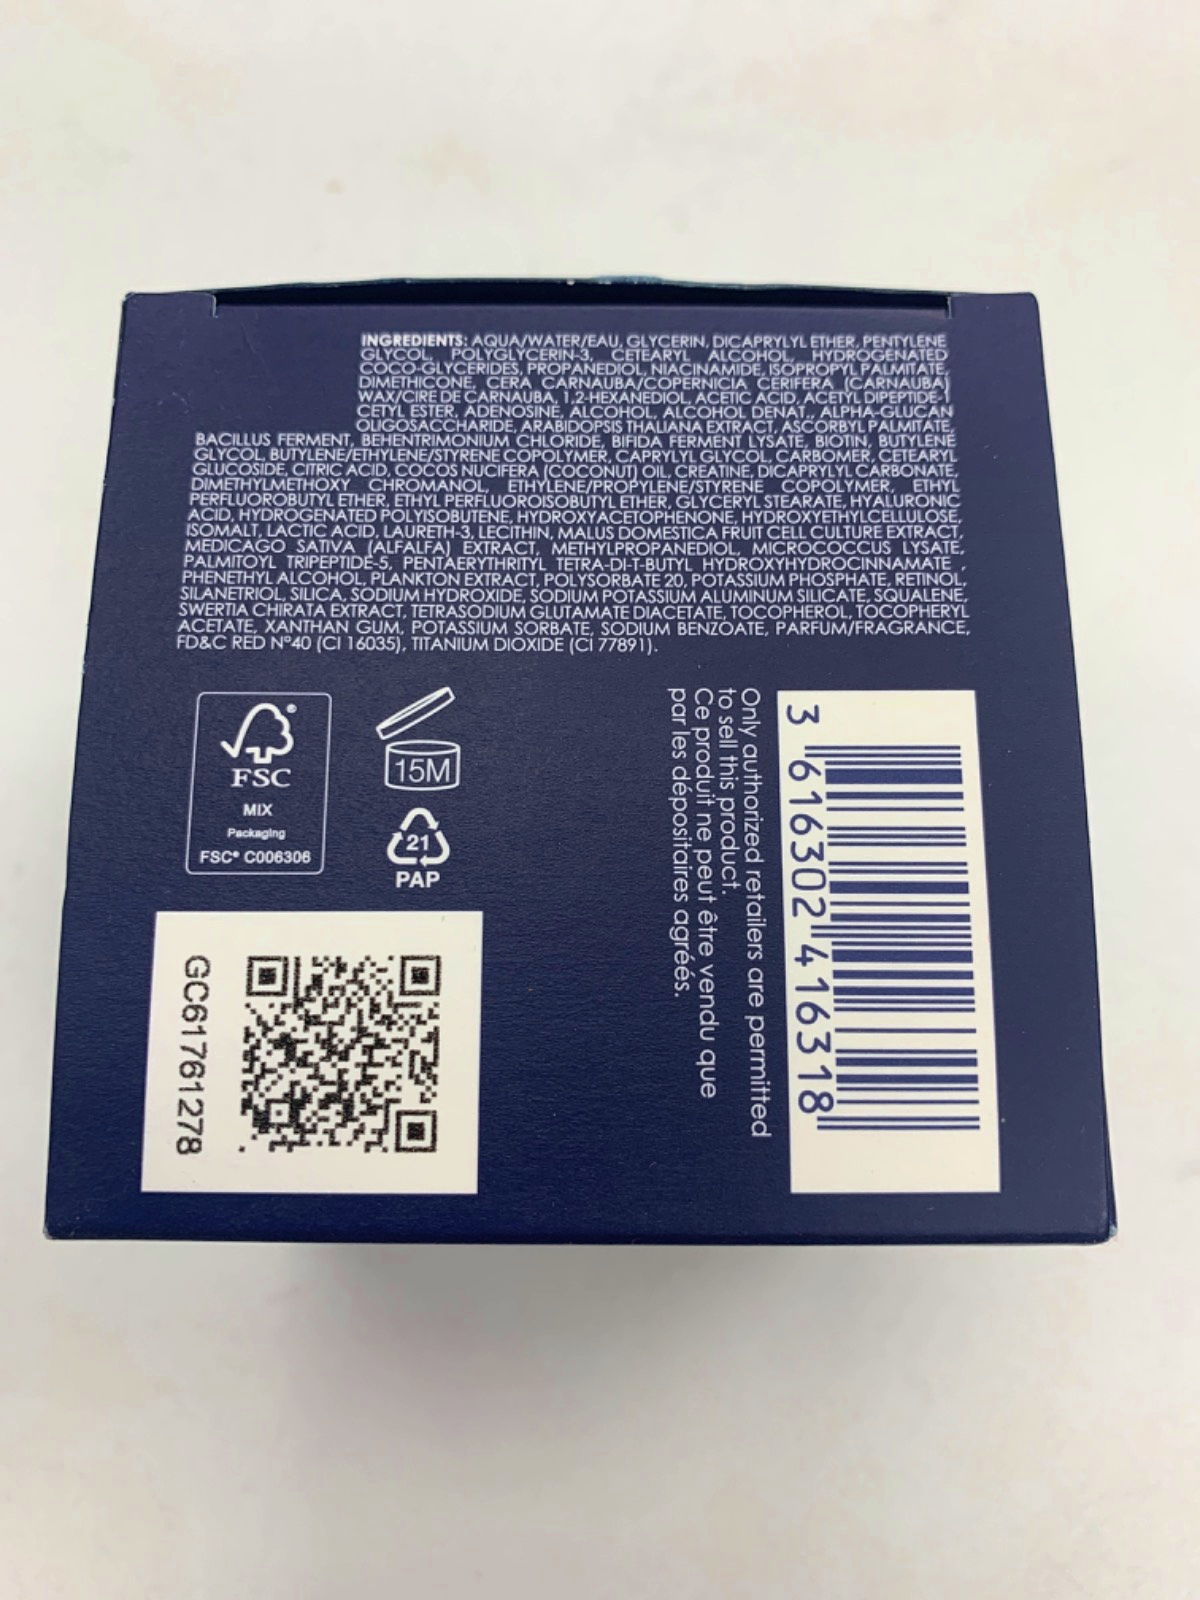 INGREDIENTS: AQUA/WATER/EAU, GLYCERIN, DICAPRYLYL ETHER, PENTYLENE
GLYCOL, POLYGLYCERIN-3, CETEARYL ALCOHOL, HYDROGENATED
COCO-GLYCERIDES, PROPANEDIOL, NIACINAMIDE, ISOPROPYL PALMITATE,
DIMETHICONE, CERA CARNAUBA/COPERNICIA CERIFERA (CARNAUBA)
WAX/CIRE DE CARNAUBA, 1,2-HEXANEDIOL, ACETIC ACID, ACETYL DIPEPTIDE-1
CETYL ESTER, ADENOSINE, ALCOHOL, ALCOHOL DENAT., ALPHA-GLUCAN
OLIGOSACCHARIDE, ARABIDOPSIS THALIANA EXTRACT, ASCORBYL PALMITATE,
BACILLUS FERMENT, BEHENTRIMONIUM CHLORIDE, BIFIDA FERMENT LYSATE, BIOTIN, BUTYLENE
GLYCOL, BUTYLENE/ETHYLENE/STYRENE COPOLYMER, CAPRYLYL GLYCOL, CARBOMER, CETEARYL
GLUCOSIDE, CITRIC ACID, COCOS NUCIFERA (COCONUT) OIL, CREATINE, DICAPRYLYL CARBONATE,
DIMETHYLMETHOXY CHROMANOL, ETHYLENE/PROPYLENE/STYRENE COPOLYMER, ETHYL
PERFLUOROBUTYL ETHER, ETHYL PERFLUOROISOBUTYL ETHER, GLYCERYL STEARATE, HYALURONIC
ACID, HYDROGENATED POLYISOBUTENE, HYDROXYACETOPHENONE, HYDROXYETHYLCELLULOSE,
ISOMALT, LACTIC ACID, LAURETH-3, LECITHIN, MALUS DOMESTICA FRUIT CELL CULTURE EXTRACT,
MEDICAGO SATIVA (ALFALFA) EXTRACT, METHYLPROPANEDIOL, MICROCOCCUS LYSATE,
PALMITOYL TRIPEPTIDE-5, PENTAERYTHRITYL TETRA-DI-T-BUTYL HYDROXYHYDROCINNAMATE ,
PHENETHYL ALCOHOL, PLANKTON EXTRACT, POLYSORBATE 20, POTASSIUM PHOSPHATE, RETINOL,
SILANETRIOL, SILICA, SODIUM HYDROXIDE, SODIUM POTASSIUM ALUMINUM SILICATE, SQUALENE,
SWERTIA CHIRATA EXTRACT, TETRASODIUM GLUTAMATE DIACETATE, TOCOPHEROL, TOCOPHERYL
ACETATE, XANTHAN GUM, POTASSIUM SORBATE, SODIUM BENZOATE, PARFUM/FRAGRANCE,
FD&C RED N°40 (CI 16035), TITANIUM DIOXIDE (CI 77891).
FSC®
MIX
Packaging
FSC® C006306
15M
21
PAP
Only authorized retailers are permitted
to sell this product.
Ce produit ne peut être vendu que
par les dépositaires agréés.
3 616302 416318
GC61761278